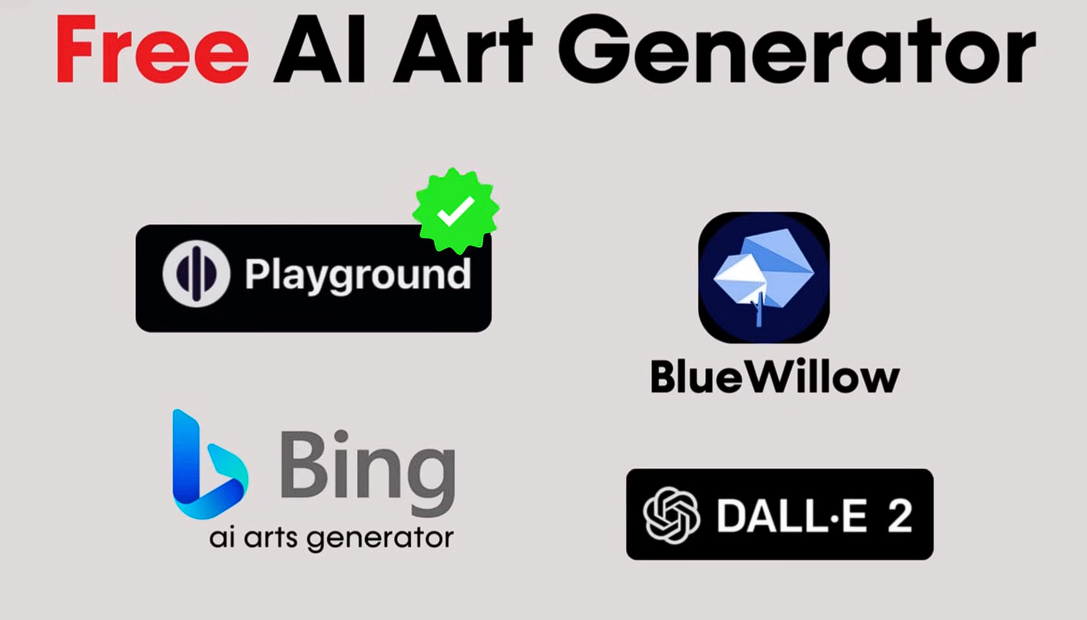 Free AI Art Generator
Playground
BlueWillow
Bing
ai arts generator
DALL·E 2